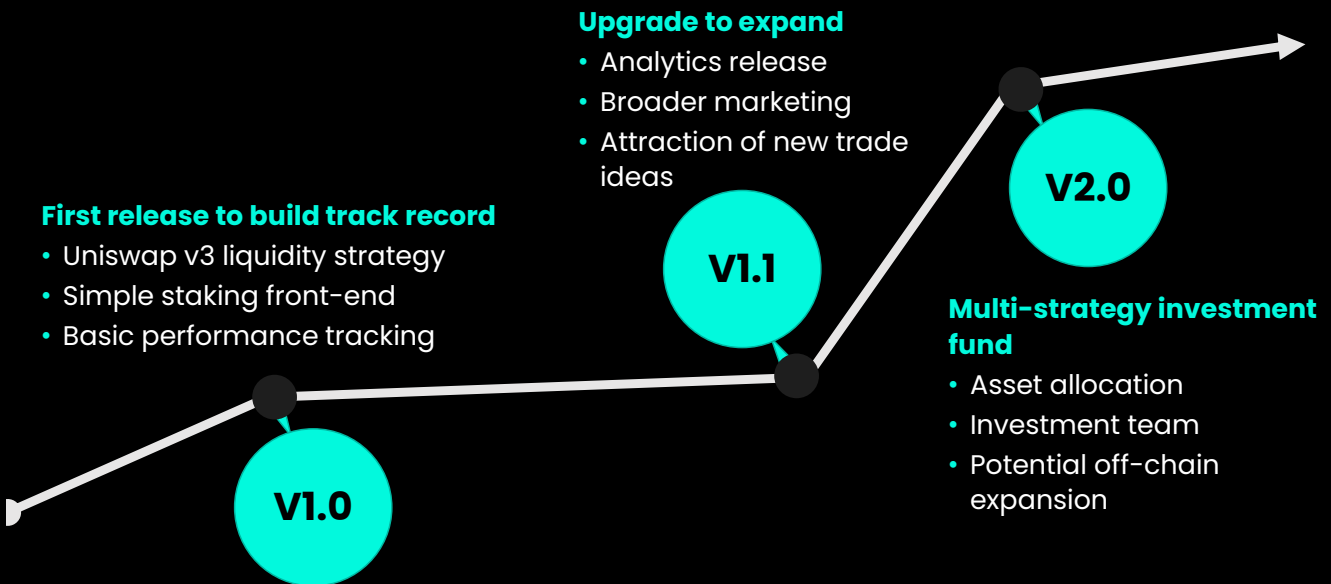 First release to build track record
• Uniswap v3 liquidity strategy
• Simple staking front-end
• Basic performance tracking
V1.0
Upgrade to expand
• Analytics release
• Broader marketing
• Attraction of new trade
ideas
V1.1
V2.0
Multi-strategy investment
fund
• Asset allocation
• Investment team
• Potential off-chain
expansion